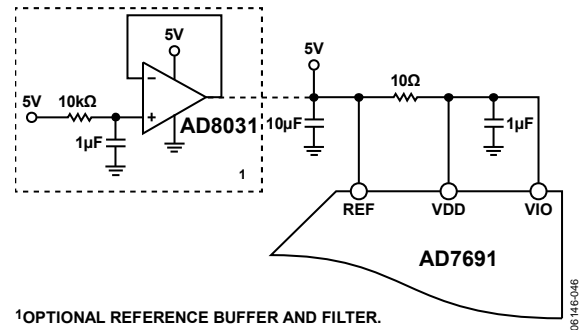 5V
5V
5V
10kΩ
10Ω
–
+
AD8031
1µF
10µF
1µF
1
REF
VDD
VIO
AD7691
1OPTIONAL REFERENCE BUFFER AND FILTER.
06146-046